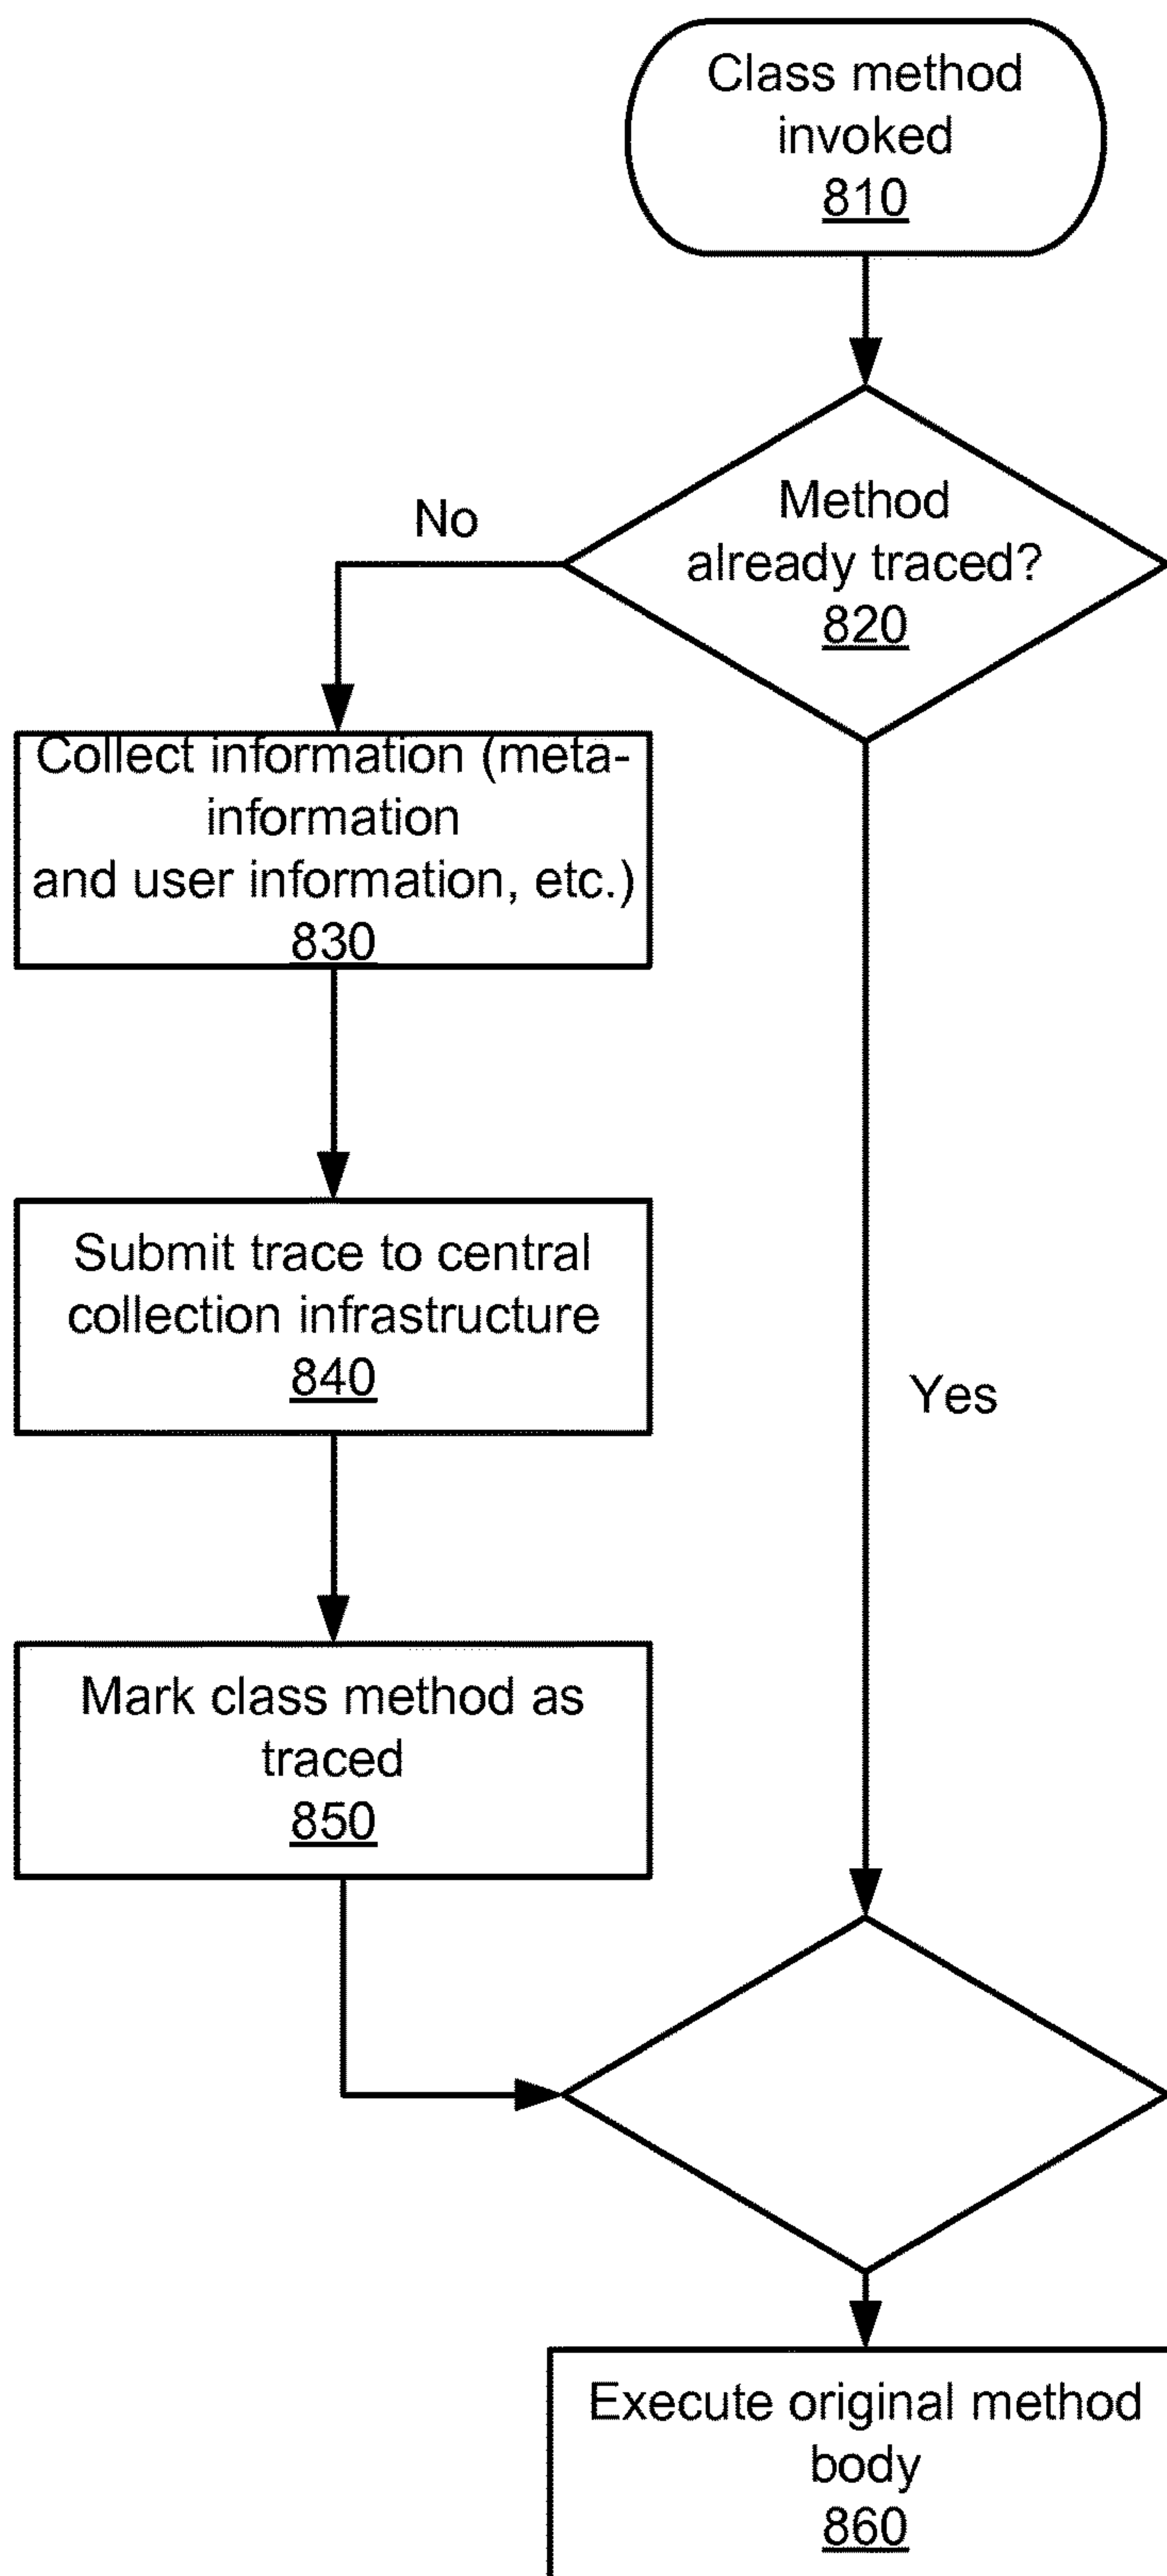 Class method
invoked
810
Method
already traced?
820
No
Collect information (meta-
information
and user information, etc.)
830
Submit trace to central
collection infrastructure
840
Yes
Mark class method as
traced
850
Execute original method
body
860